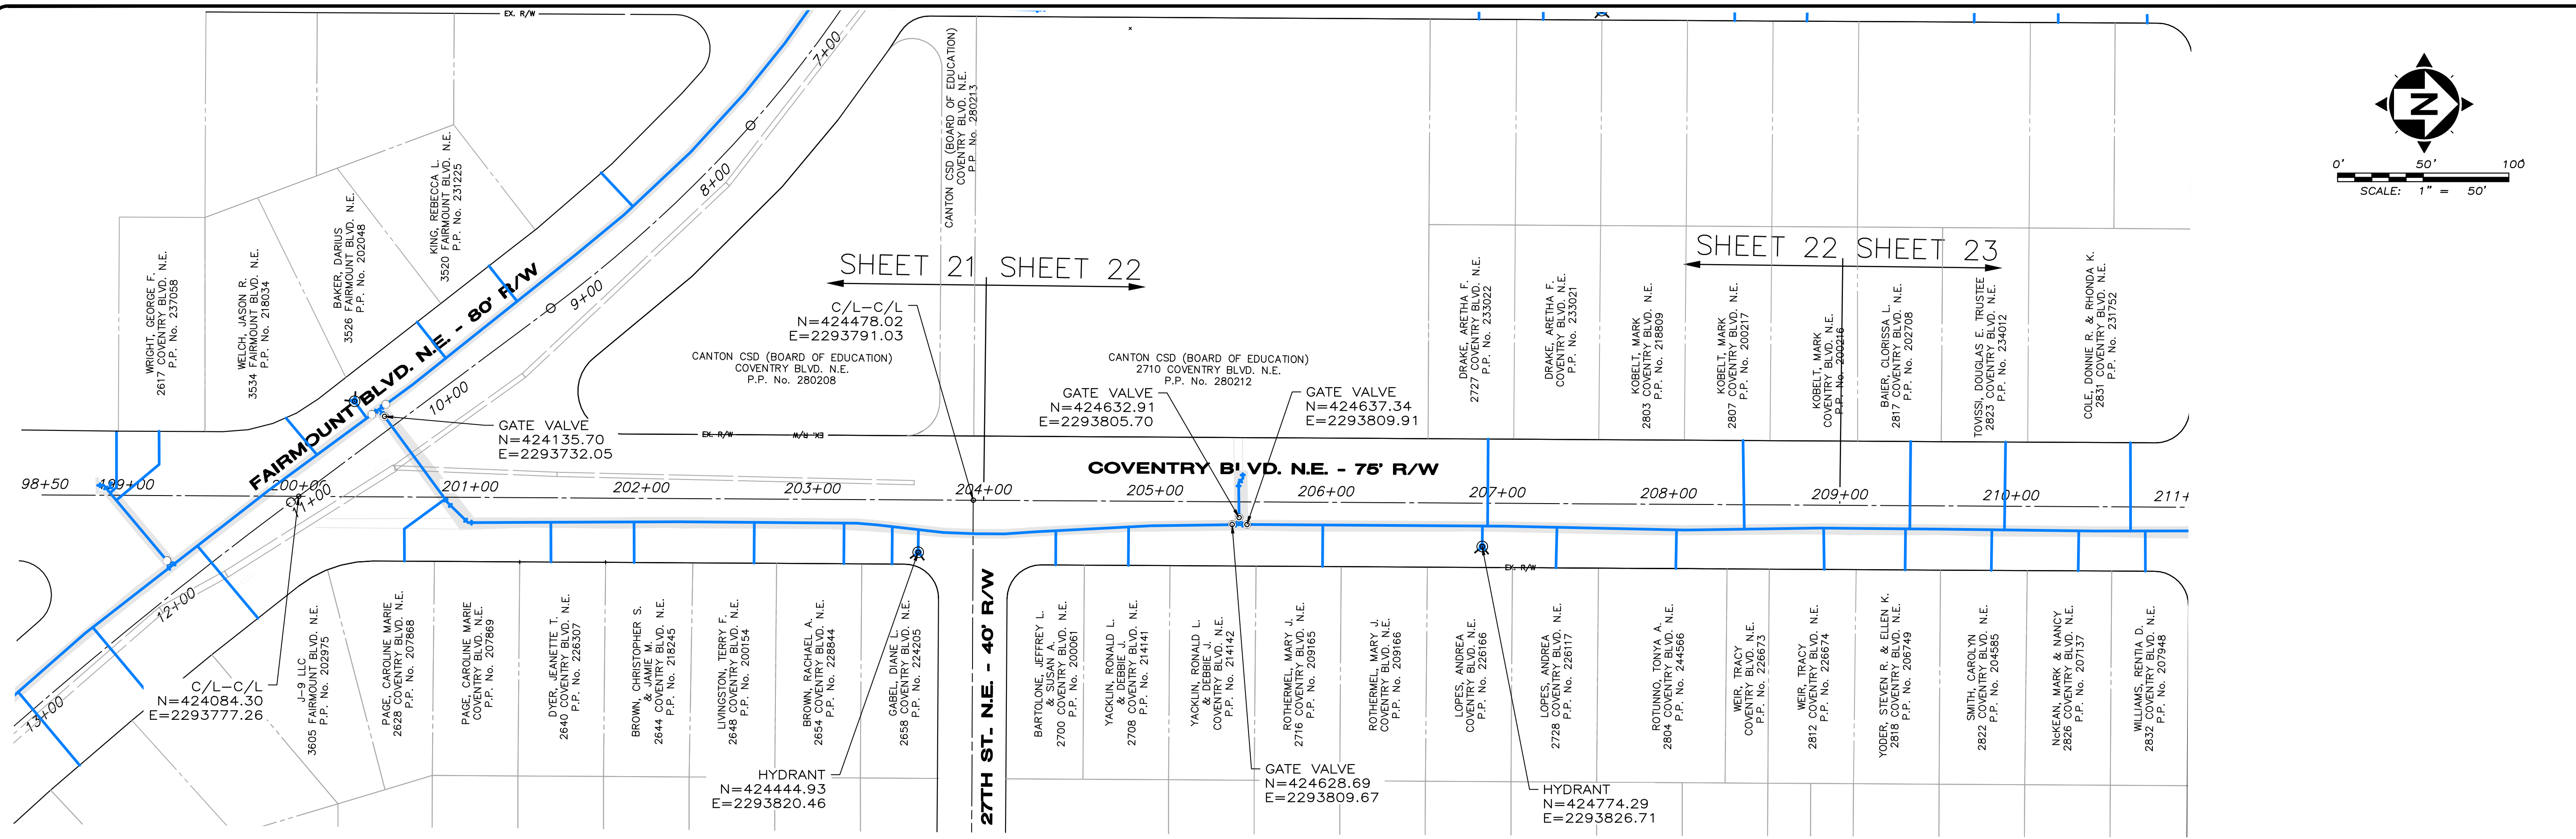 EX. R/W
7+00
8+00
9+00
10+00
11+00
12+00
13+00
CANTON CSD (BOARD OF EDUCATION)
COVENTRY BLVD. N.E.
P.P. No. 280213
N
0' 50' 100'
SCALE: 1" = 50'
WRIGHT, GEORGE F.
2617 COVENTRY BLVD. N.E.
P.P. No. 237058
WELCH, JASON R.
3534 FAIRMOUNT BLVD. N.E.
P.P. No. 218034
BAKER, DARIUS
3526 FAIRMOUNT BLVD. N.E.
P.P. No. 202048
KING, REBECCA L.
3520 FAIRMOUNT BLVD. N.E.
P.P. No. 231225
FAIRMOUNT BLVD. N.E. - 80' R/W
SHEET 21 SHEET 22
SHEET 22 SHEET 23
C/L-C/L
N=424478.02
E=2293791.03
CANTON CSD (BOARD OF EDUCATION)
COVENTRY BLVD. N.E.
P.P. No. 280208
CANTON CSD (BOARD OF EDUCATION)
2710 COVENTRY BLVD. N.E.
P.P. No. 280212
GATE VALVE
N=424632.91
E=2293805.70
GATE VALVE
N=424637.34
E=2293809.91
GATE VALVE
N=424135.70
E=2293732.05
DRAKE, ARETHA F.
2727 COVENTRY BLVD. N.E.
P.P. No. 233022
DRAKE, ARETHA F.
COVENTRY BLVD. N.E.
P.P. No. 233021
KOBELT, MARK
2803 COVENTRY BLVD. N.E.
P.P. No. 218809
KOBELT, MARK
2807 COVENTRY BLVD. N.E.
P.P. No. 200217
KOBELT, MARK
COVENTRY BLVD. N.E.
P.P. No. 200216
BAIER, CLORISSA L.
2817 COVENTRY BLVD. N.E.
P.P. No. 202708
TOVISSI, DOUGLAS E. TRUSTEE
2823 COVENTRY BLVD. N.E.
P.P. No. 234012
COLE, DONNIE R. & RHONDA K.
2831 COVENTRY BLVD. N.E.
P.P. No. 231752
EX. R/W
EX. R/W
COVENTRY BLVD. N.E. - 75' R/W
98+50
199+00
200+00
201+00
202+00
203+00
204+00
205+00
206+00
207+00
208+00
209+00
210+00
211+
EX. R/W
C/L-C/L
N=424084.30
E=2293777.26
J-9 LLC
3605 FAIRMOUNT BLVD. N.E.
P.P. No. 202975
PAGE, CAROLINE MARIE
2628 COVENTRY BLVD. N.E.
P.P. No. 207868
PAGE, CAROLINE MARIE
COVENTRY BLVD. N.E.
P.P. No. 207869
DYER, JEANETTE T.
2640 COVENTRY BLVD. N.E.
P.P. No. 226307
BROWN, CHRISTOPHER S.
& JAMIE M.
2644 COVENTRY BLVD. N.E.
P.P. No. 218245
LIVINGSTON, TERRY F.
2648 COVENTRY BLVD. N.E.
P.P. No. 200154
BROWN, RACHAEL A.
2654 COVENTRY BLVD. N.E.
P.P. No. 228844
GABEL, DIANE L.
2658 COVENTRY BLVD. N.E.
P.P. No. 224205
27TH ST. N.E. - 40' R/W
BARTOLONE, JEFFREY L.
& SUSAN A.
2700 COVENTRY BLVD. N.E.
P.P. No. 200061
YACKLIN, RONALD L.
& DEBBIE J.
2708 COVENTRY BLVD. N.E.
P.P. No. 214141
YACKLIN, RONALD L.
& DEBBIE J.
COVENTRY BLVD. N.E.
P.P. No. 214142
ROTHERMEL, MARY J.
2716 COVENTRY BLVD. N.E.
P.P. No. 209165
ROTHERMEL, MARY J.
COVENTRY BLVD. N.E.
P.P. No. 209166
LOPES, ANDREA
COVENTRY BLVD. N.E.
P.P. No. 226166
LOPES, ANDREA
2728 COVENTRY BLVD. N.E.
P.P. No. 226117
ROTUNNO, TONYA A.
2804 COVENTRY BLVD. N.E.
P.P. No. 244566
WEIR, TRACY
COVENTRY BLVD. N.E.
P.P. No. 226673
WEIR, TRACY
2812 COVENTRY BLVD. N.E.
P.P. No. 226674
YODER, STEVEN R. & ELLEN K.
2818 COVENTRY BLVD. N.E.
P.P. No. 206749
SMITH, CAROLYN
2822 COVENTRY BLVD. N.E.
P.P. No. 204585
McKEAN, MARK & NANCY
2826 COVENTRY BLVD. N.E.
P.P. No. 207137
WILLIAMS, RENTIA D.
2832 COVENTRY BLVD. N.E.
P.P. No. 207948
HYDRANT
N=424444.93
E=2293820.46
GATE VALVE
N=424628.69
E=2293809.67
HYDRANT
N=424774.29
E=2293826.71